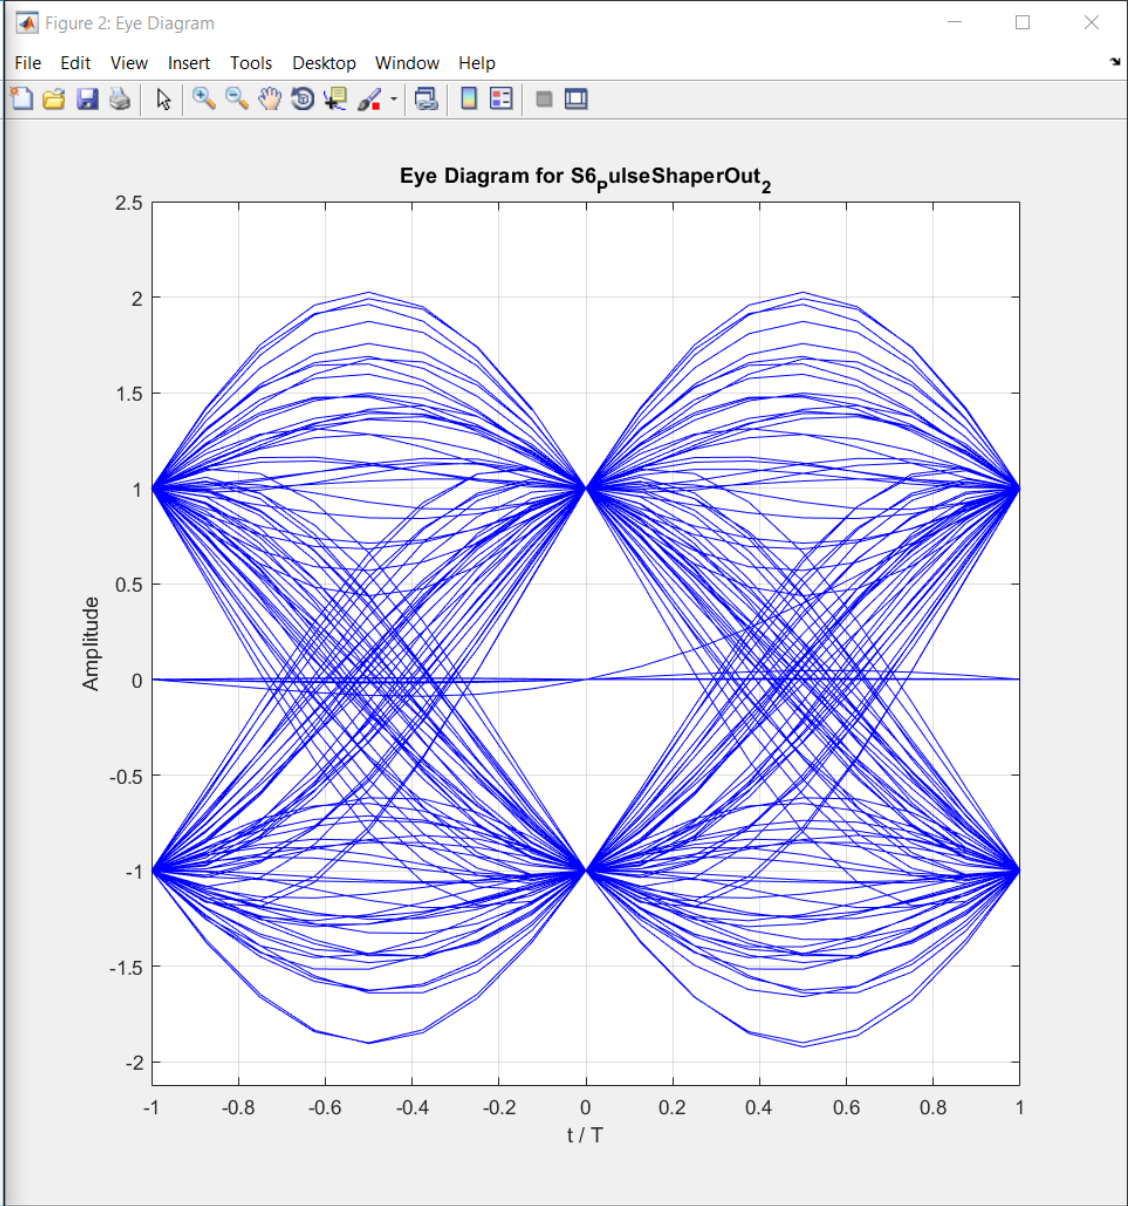 Figure 2: Eye Diagram
File Edit View Insert Tools Desktop Window Help
Eye Diagram for S6PulseShaperOut2
2.5
2
1.5
1
0.5
0
-0.5
-1
-1.5
-2
Amplitude
-1 -0.8 -0.6 -0.4 -0.2 0 0.2 0.4 0.6 0.8 1
t / T